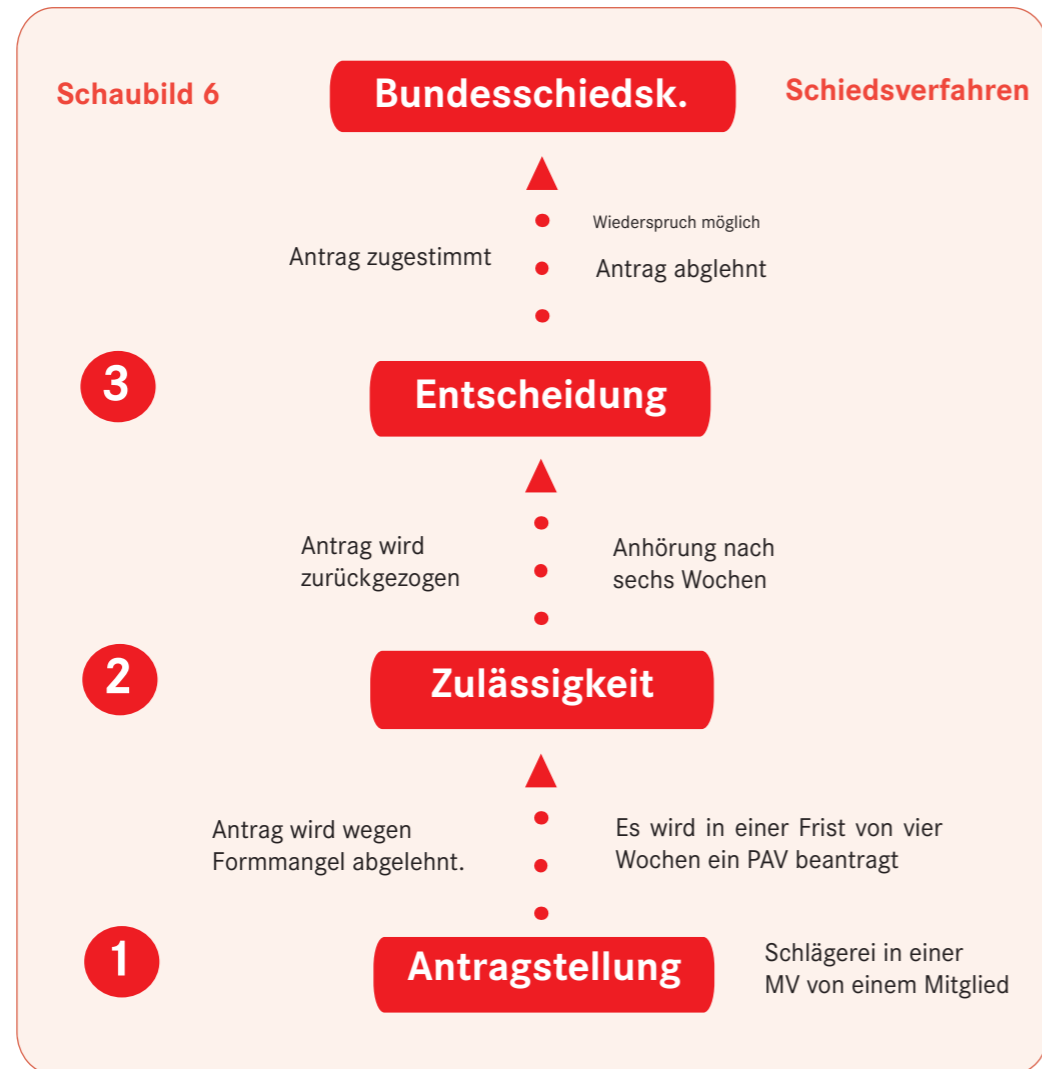 Schaubild 6
Bundesschiedsk.
Schiedsverfahren
Wiederspruch möglich
Antrag zugestimmt
Antrag abglehnt
3
Entscheidung
Antrag wird
zurückgezogen
Anhörung nach
sechs Wochen
2
Zulässigkeit
Antrag wird wegen
Formmangel abgelehnt.
Es wird in einer Frist von vier
Wochen ein PAV beantragt
1
Antragstellung
Schlägerei in einer
MV von einem Mitglied